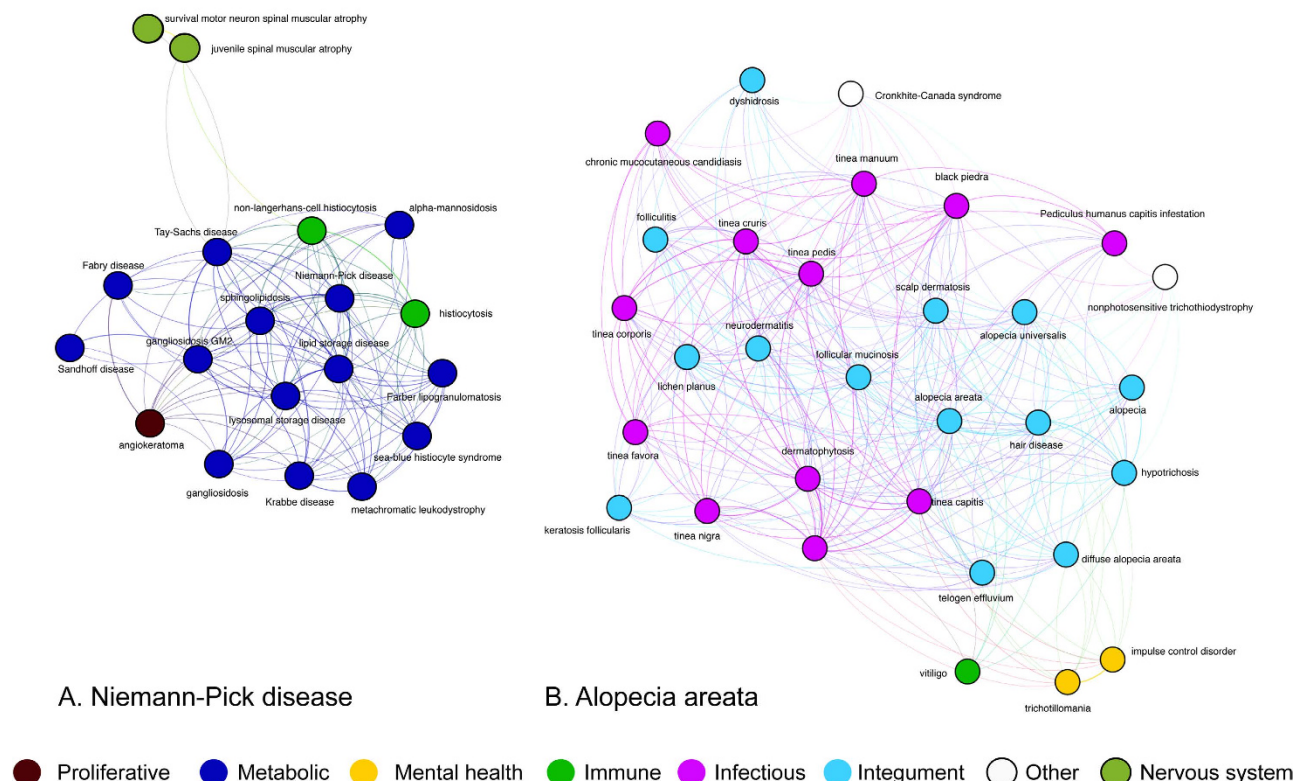 survival motor neuron spinal muscular atrophy
juvenile spinal muscular atrophy
non-langerhans-cell histiocytosis
alpha-mannosidosis
Tay-Sachs disease
Fabry disease
Niemann-Pick disease
sphingolipidosis
histiocytosis
gangliosidosis GM2
lipid storage disease
Sandhoff disease
Farber lipogranulomatosis
lysosomal storage disease
angiokeratoma
sea-blue histiocyte syndrome
gangliosidosis
Krabbe disease
metachromatic leukodystrophy
A. Niemann-Pick disease
dyshidrosis
Cronkhite-Canada syndrome
chronic mucocutaneous candidiasis
tinea manuum
black piedra
folliculitis
tinea cruris
Pediculus humanus capitis infestation
tinea pedis
scalp dermatosis
nonphotosensitive trichothiodystrophy
tinea corporis
neurodermatitis
alopecia universalis
follicular mucinosis
lichen planus
alopecia areata
alopecia
tinea favora
hair disease
dermatophytosis
hypotrichosis
tinea capitis
keratosis follicularis
tinea nigra
diffuse alopecia areata
telogen effluvium
impulse control disorder
vitiligo
trichotillomania
B. Alopecia areata
Proliferative
Metabolic
Mental health
Immune
Infectious
Integument
Other
Nervous system